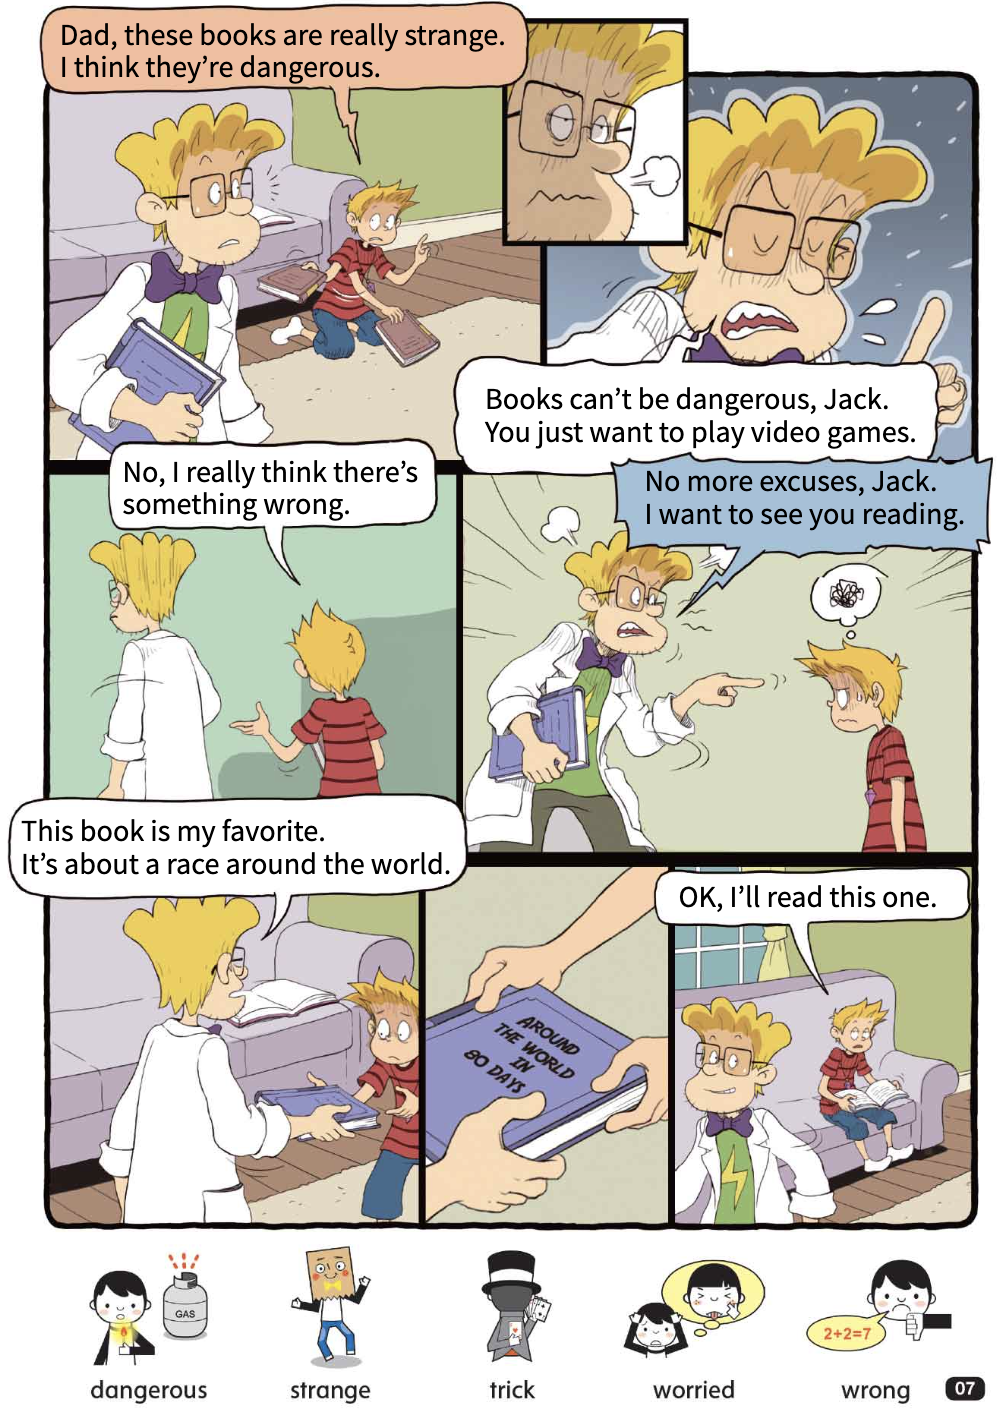 Dad, these books are really strange.
I think they’re dangerous.
Books can’t be dangerous, Jack.
You just want to play video games.
No, I really think there’s
something wrong.
No more excuses, Jack.
I want to see you reading.
This book is my favorite.
It’s about a race around the world.
AROUND
THE WORLD
IN
80 DAYS
OK, I’ll read this one.
GAS
2+2=7
dangerous
strange
trick
worried
wrong
07